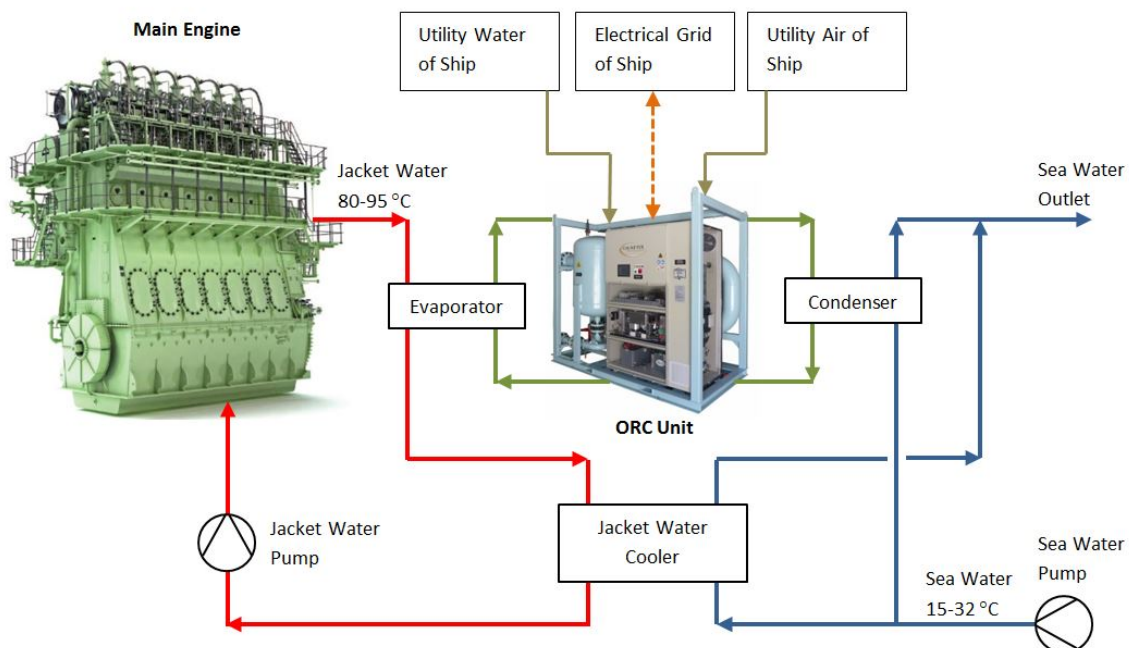 Main Engine
Utility Water
of Ship
Electrical Grid
of Ship
Utility Air of
Ship
Jacket Water
80-95 °C
Sea Water
Outlet
Evaporator
Condenser
ORC Unit
Jacket Water
Pump
Jacket Water
Cooler
Sea Water
15-32 °C
Sea Water
Pump